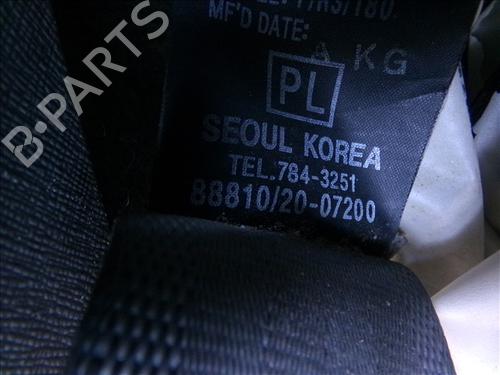 MF'D DATE:
A KG
PL
SEOUL KOREA
TEL.784-3251
88810/20-07200
B-PARTS